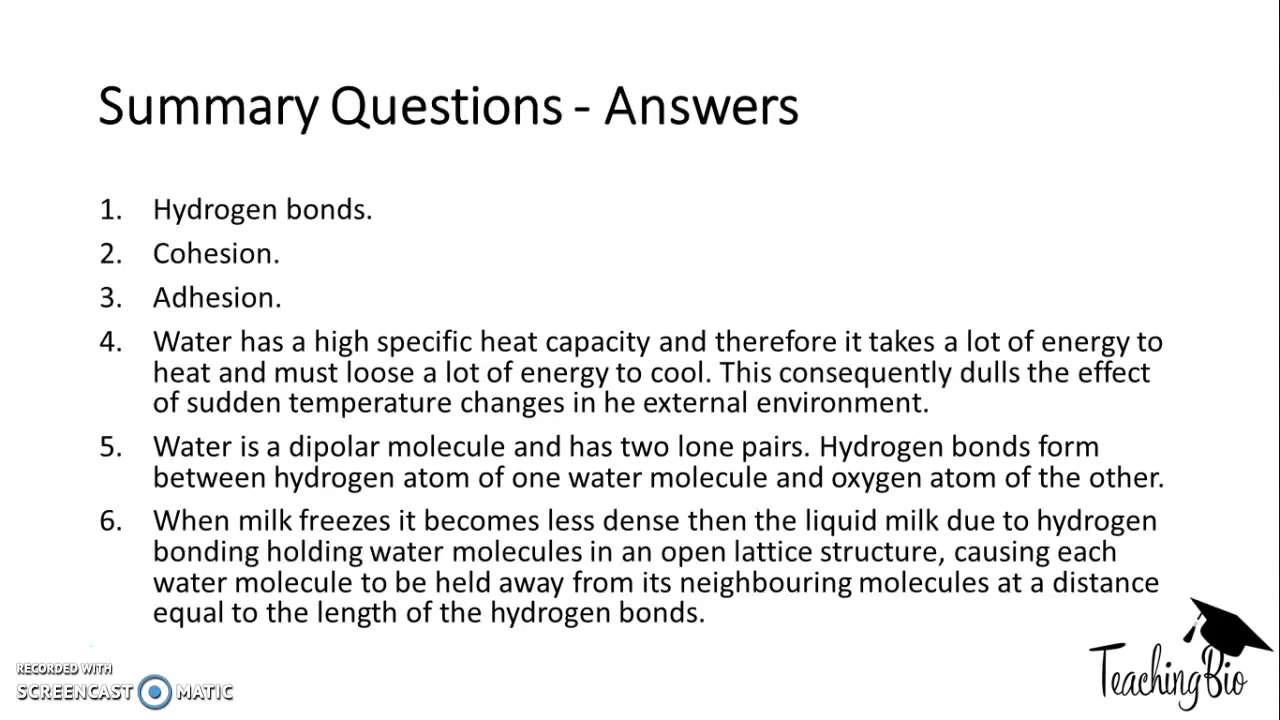 Summary Questions - Answers
1. Hydrogen bonds.
2. Cohesion.
3. Adhesion.
4. Water has a high specific heat capacity and therefore it takes a lot of energy to
heat and must loose a lot of energy to cool. This consequently dulls the effect
of sudden temperature changes in he external environment.
5. Water is a dipolar molecule and has two lone pairs. Hydrogen bonds form
between hydrogen atom of one water molecule and oxygen atom of the other.
6. When milk freezes it becomes less dense then the liquid milk due to hydrogen
bonding holding water molecules in an open lattice structure, causing each
water molecule to be held away from its neighbouring molecules at a distance
equal to the length of the hydrogen bonds.
RECORDED WITH
SCREENCAST MATIC
TeachingBio